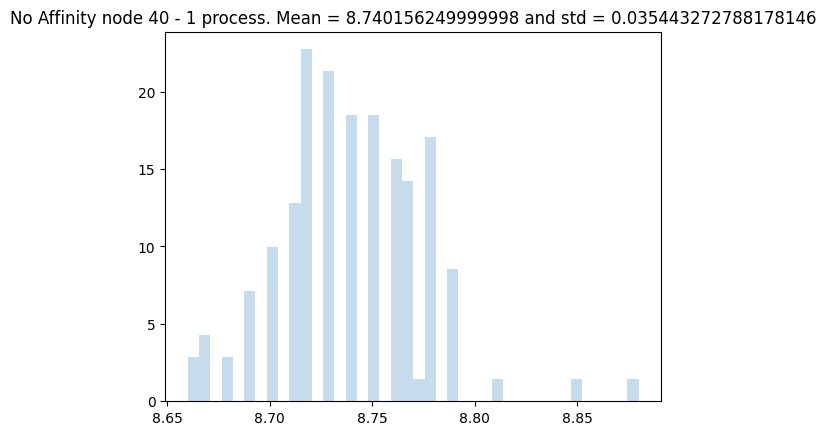 No Affinity node 40 - 1 process. Mean = 8.740156249999998 and std = 0.035443272788178146
20
15
10
5
0
8.65 8.70 8.75 8.80 8.85